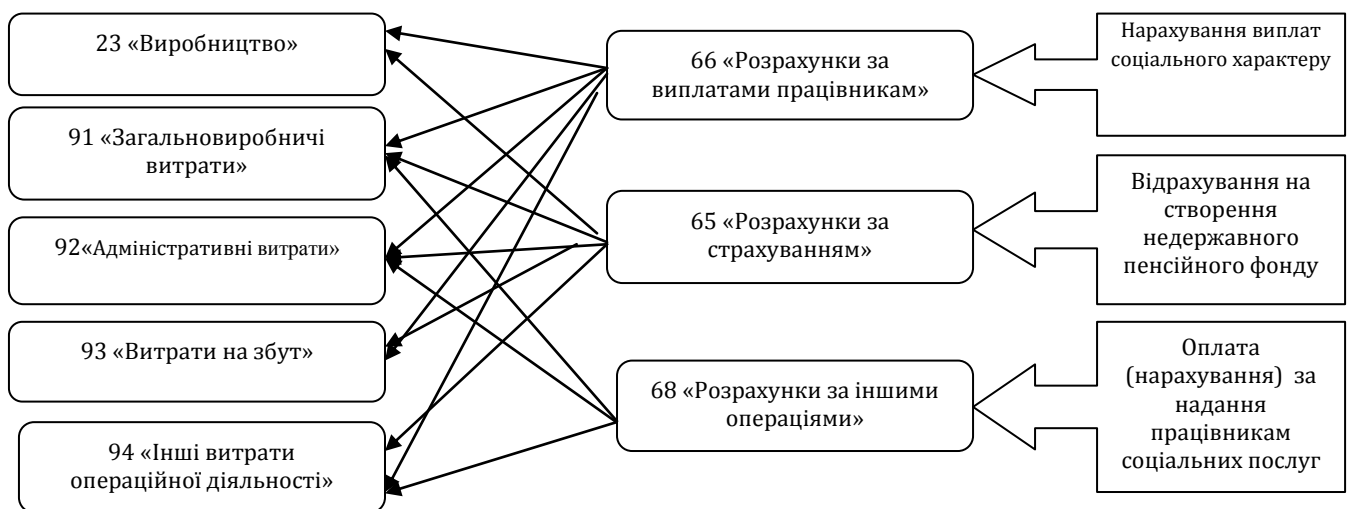 23 «Виробництво»
91 «Загальновиробничі
витрати»
92«Адміністративні витрати»
93 «Витрати на збут»
94 «Інші витрати
операційної діяльності»
66 «Розрахунки за
виплатами працівникам»
65 «Розрахунки за
страхуванням»
68 «Розрахунки за іншими
операціями»
Нарахування виплат
соціального характеру
Відрахування на
створення
недержавного
пенсійного фонду
Оплата
(нарахування) за
надання
працівникам
соціальних послуг